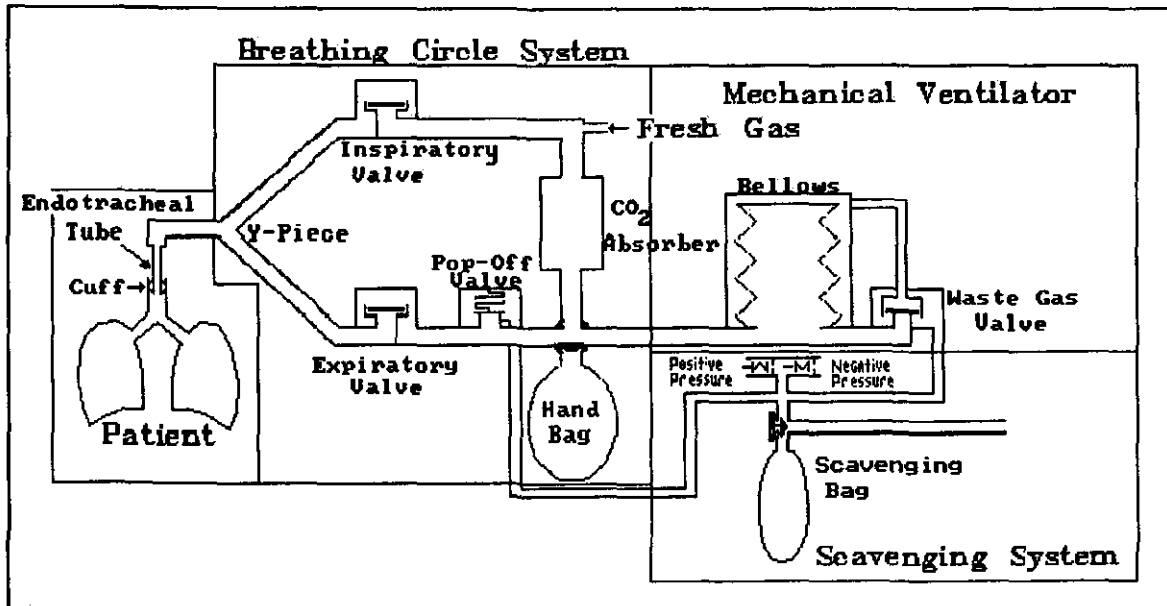 Breathing Circle System
Mechanical Ventilator
←Fresh Gas
Inspiratory
Valve
Bellows
Endotracheal
Tube
CO2
Absorber
Y-Piece
Pop-Off
Valve
Cuff→
Waste Gas
Valve
Expiratory
Valve
Positive
Pressure
Negative
Pressure
Hand
Bag
Patient
Scavenging
Bag
Scavenging System